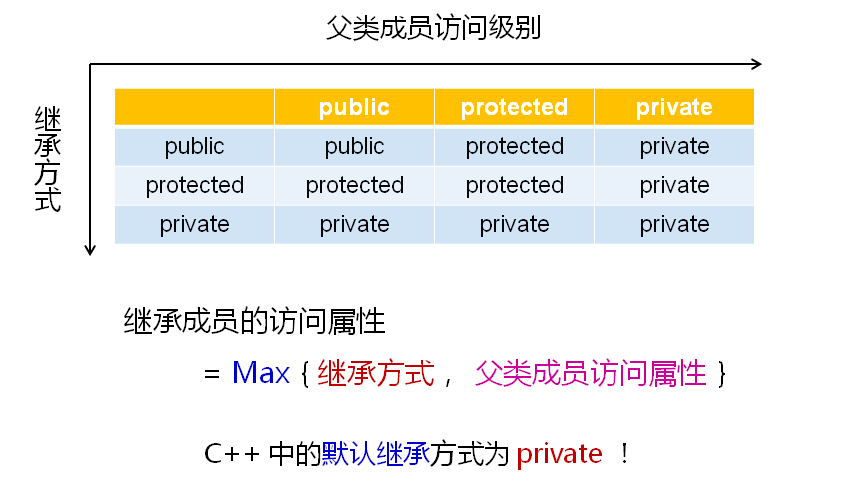 父类成员访问级别
继承方式
public protected private
public public protected private
protected protected protected private
private private private private
继承成员的访问属性
= Max { 继承方式 , 父类成员访问属性 }
C++ 中的默认继承方式为 private ！